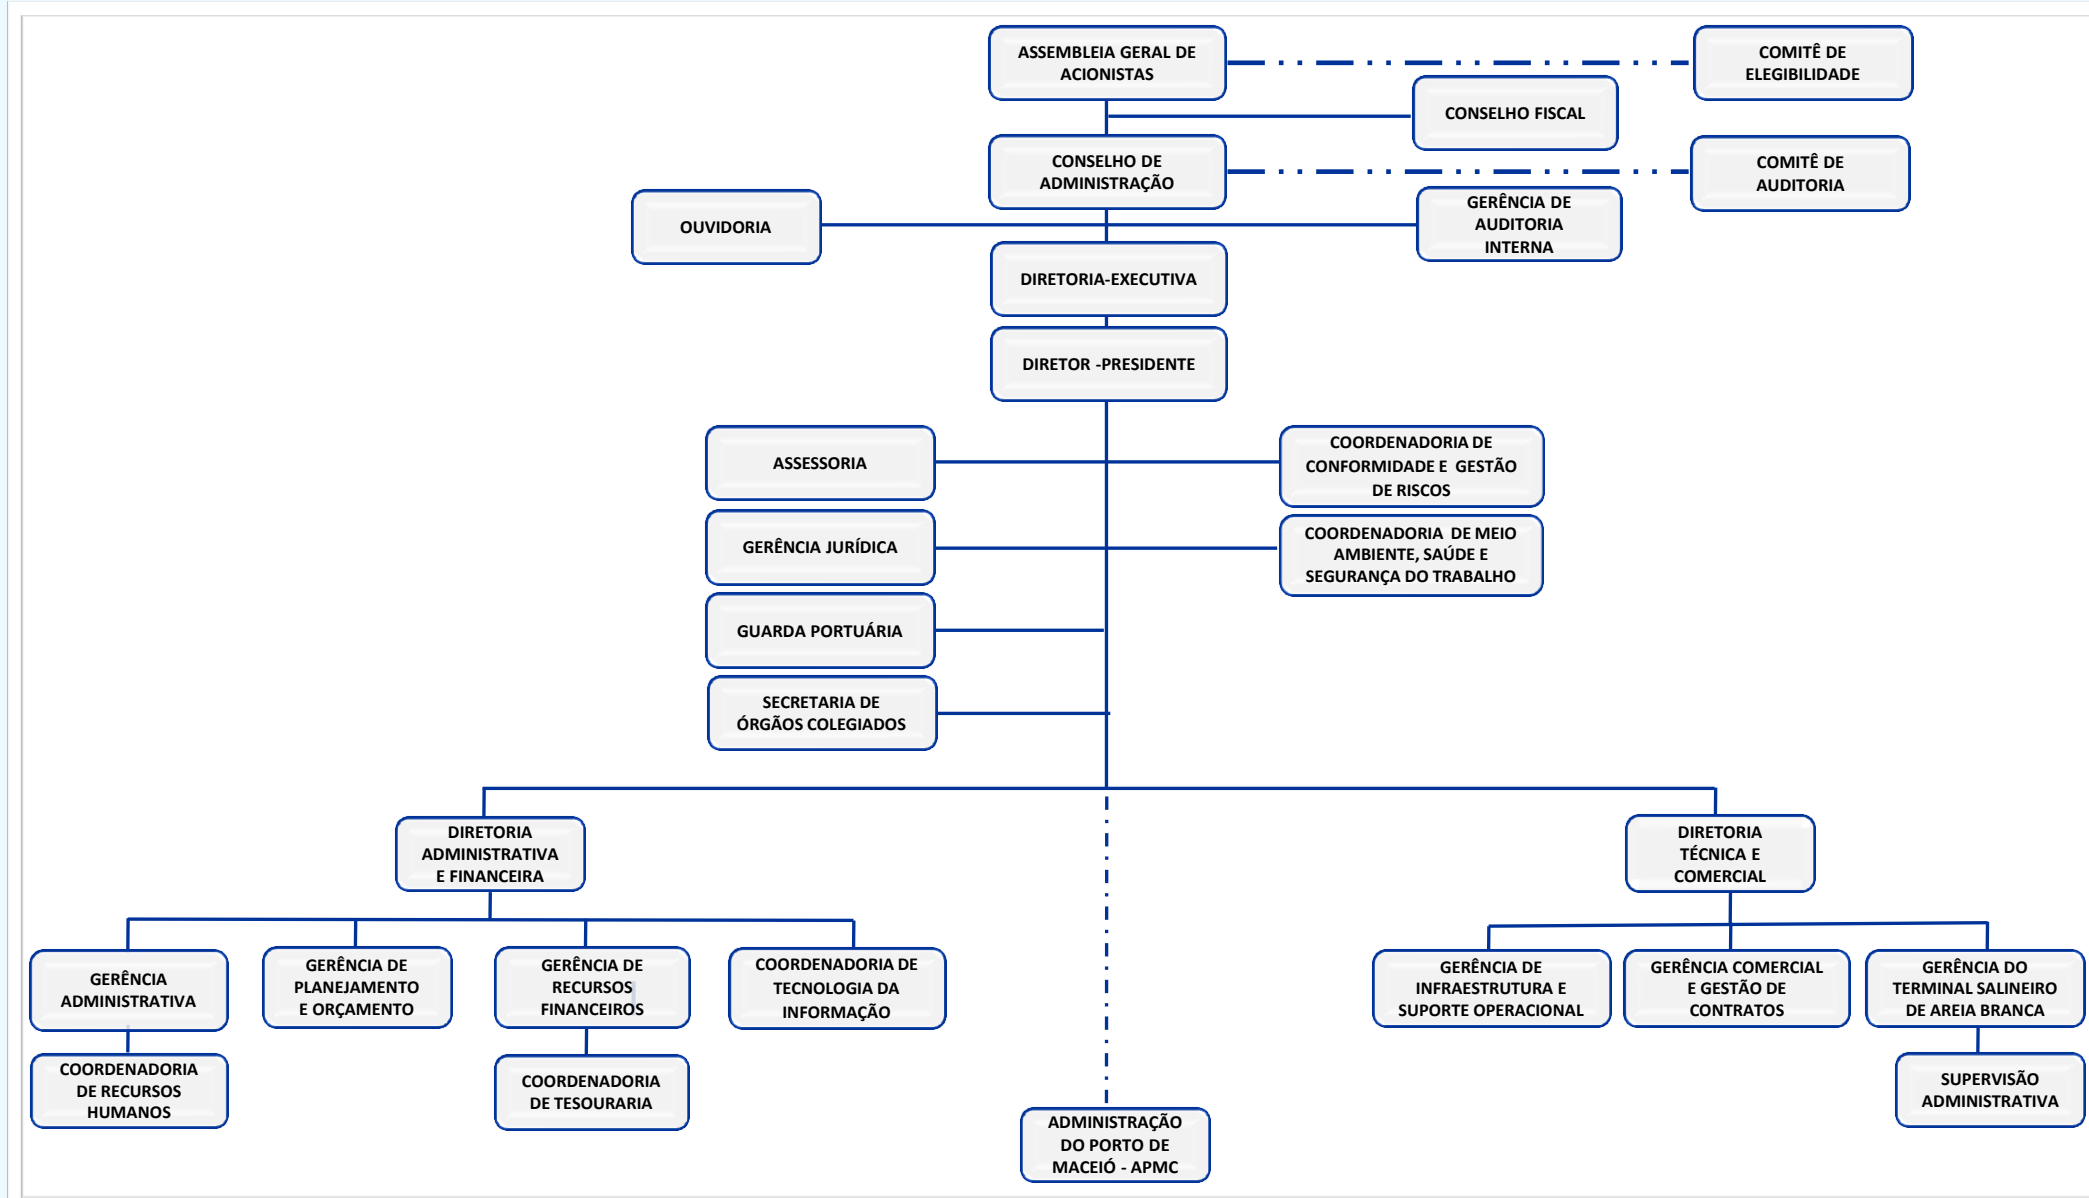 ASSEMBLEIA GERAL DE
ACIONISTAS
COMITÊ DE
ELEGIBILIDADE
CONSELHO FISCAL
CONSELHO DE
ADMINISTRAÇÃO
COMITÊ DE
AUDITORIA
OUVIDORIA
GERÊNCIA DE
AUDITORIA
INTERNA
DIRETORIA-EXECUTIVA
DIRETOR -PRESIDENTE
ASSESSORIA
COORDENADORIA DE
CONFORMIDADE E GESTÃO
DE RISCOS
GERÊNCIA JURÍDICA
COORDENADORIA DE MEIO
AMBIENTE, SAÚDE E
SEGURANÇA DO TRABALHO
GUARDA PORTUÁRIA
SECRETARIA DE
ÓRGÃOS COLEGIADOS
DIRETORIA
ADMINISTRATIVA
E FINANCEIRA
DIRETORIA
TÉCNICA E
COMERCIAL
GERÊNCIA
ADMINISTRATIVA
GERÊNCIA DE
PLANEJAMENTO
E ORÇAMENTO
GERÊNCIA DE
RECURSOS
FINANCEIROS
COORDENADORIA DE
TECNOLOGIA DA
INFORMAÇÃO
GERÊNCIA DE
INFRAESTRUTURA E
SUPORTE OPERACIONAL
GERÊNCIA COMERCIAL
E GESTÃO DE
CONTRATOS
GERÊNCIA DO
TERMINAL SALINEIRO
DE AREIA BRANCA
COORDENADORIA
DE RECURSOS
HUMANOS
COORDENADORIA
DE TESOURARIA
SUPERVISÃO
ADMINISTRATIVA
ADMINISTRAÇÃO
DO PORTO DE
MACEIÓ - APMC